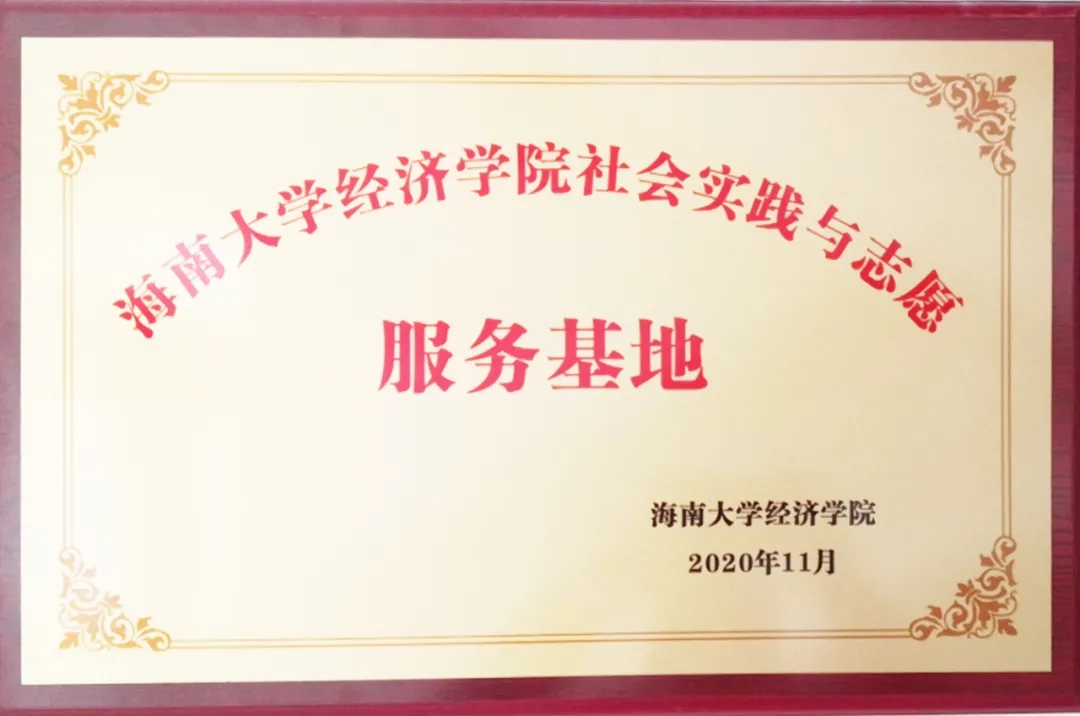 海南大学经济学院社会实践与志愿
服务基地
海南大学经济学院
2020年11月